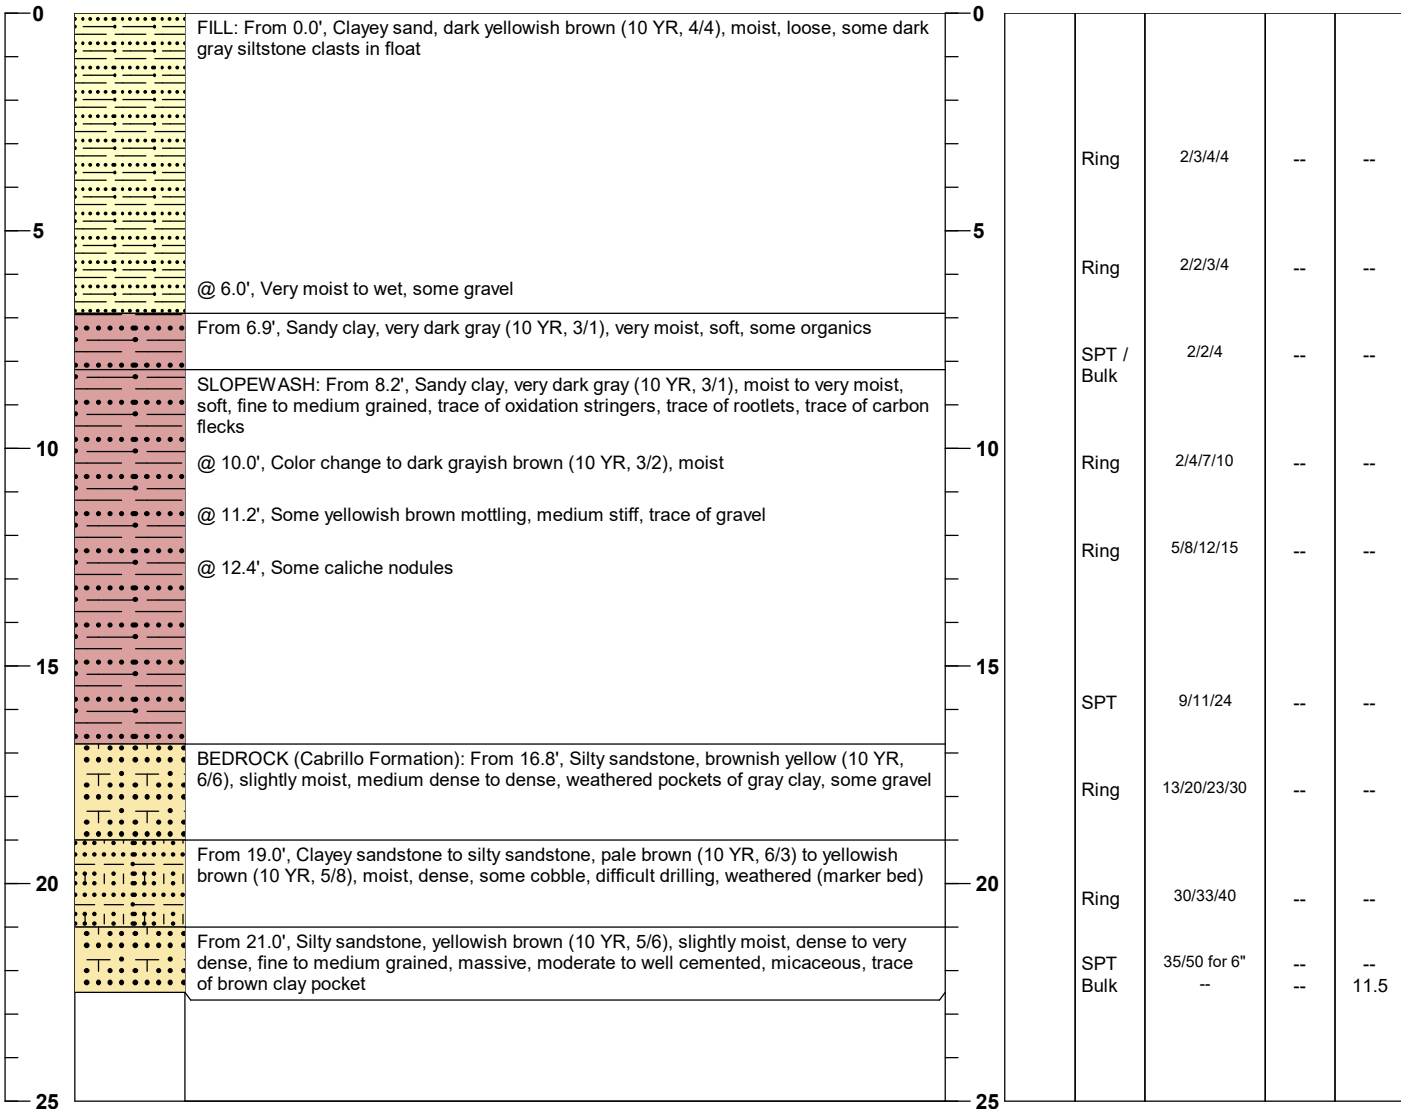 0
FILL: From 0.0', Clayey sand, dark yellowish brown (10 YR, 4/4), moist, loose, some dark
gray siltstone clasts in float
0
Ring 2/3/4/4 -- --
5
5
Ring 2/2/3/4 -- --
@ 6.0', Very moist to wet, some gravel
From 6.9', Sandy clay, very dark gray (10 YR, 3/1), very moist, soft, some organics
SPT / 2/2/4 -- --
Bulk
SLOPEWASH: From 8.2', Sandy clay, very dark gray (10 YR, 3/1), moist to very moist,
soft, fine to medium grained, trace of oxidation stringers, trace of rootlets, trace of carbon
flecks
10
@ 10.0', Color change to dark grayish brown (10 YR, 3/2), moist
10
Ring 2/4/7/10 -- --
@ 11.2', Some yellowish brown mottling, medium stiff, trace of gravel
Ring 5/8/12/15 -- --
@ 12.4', Some caliche nodules
15
15
SPT 9/11/24 -- --
BEDROCK (Cabrillo Formation): From 16.8', Silty sandstone, brownish yellow (10 YR,
6/6), slightly moist, medium dense to dense, weathered pockets of gray clay, some gravel
Ring 13/20/23/30 -- --
From 19.0', Clayey sandstone to silty sandstone, pale brown (10 YR, 6/3) to yellowish
brown (10 YR, 5/8), moist, dense, some cobble, difficult drilling, weathered (marker bed)
20
20
Ring 30/33/40 -- --
From 21.0', Silty sandstone, yellowish brown (10 YR, 5/6), slightly moist, dense to very
dense, fine to medium grained, massive, moderate to well cemented, micaceous, trace
of brown clay pocket
SPT 35/50 for 6" -- --
Bulk -- -- 11.5
25
25